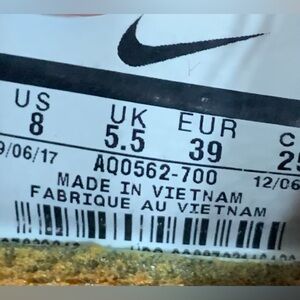 US UK EUR C
8 5.5 39 2
9/06/17 AQ0562-700 12/06
MADE IN VIETNAM
FABRIQUE AU VIETNAM